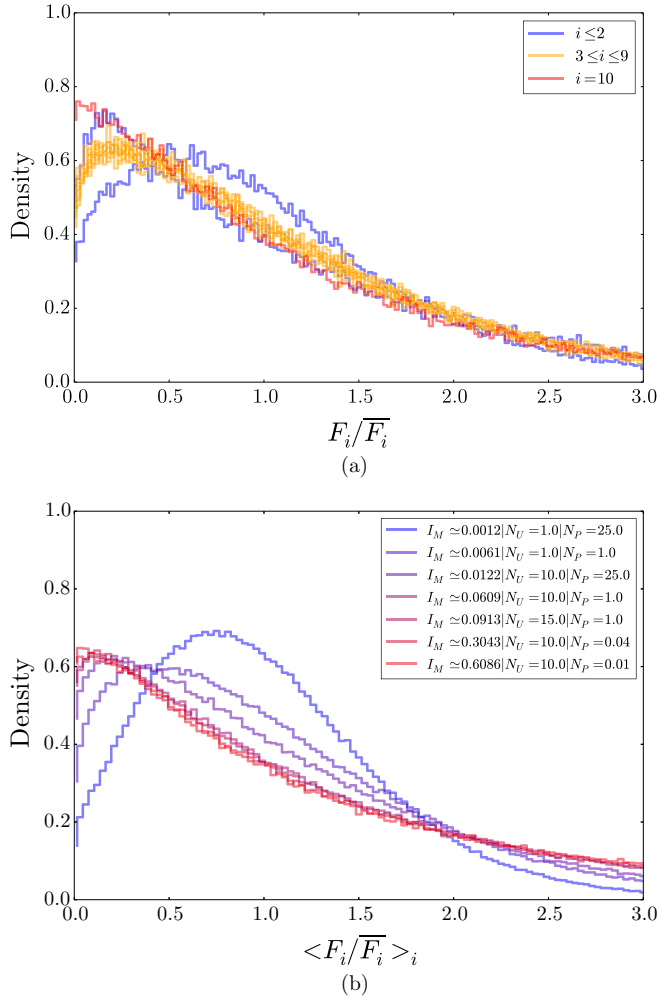 1.0
0.8
0.6
0.4
0.2
0.0
Density
i ≤2
3 ≤i ≤9
i =10
0.0 0.5 1.0 1.5 2.0 2.5 3.0
F_i/\overline{F_i}
(a)
1.0
0.8
0.6
0.4
0.2
0.0
Density
I_M ≃0.0012|N_U =1.0|N_P =25.0
I_M ≃0.0061|N_U =1.0|N_P =1.0
I_M ≃0.0122|N_U =10.0|N_P =25.0
I_M ≃0.0609|N_U =10.0|N_P =1.0
I_M ≃0.0913|N_U =15.0|N_P =1.0
I_M ≃0.3043|N_U =10.0|N_P =0.04
I_M ≃0.6086|N_U =10.0|N_P =0.01
0.0 0.5 1.0 1.5 2.0 2.5 3.0
<F_i/\overline{F_i} >_i
(b)